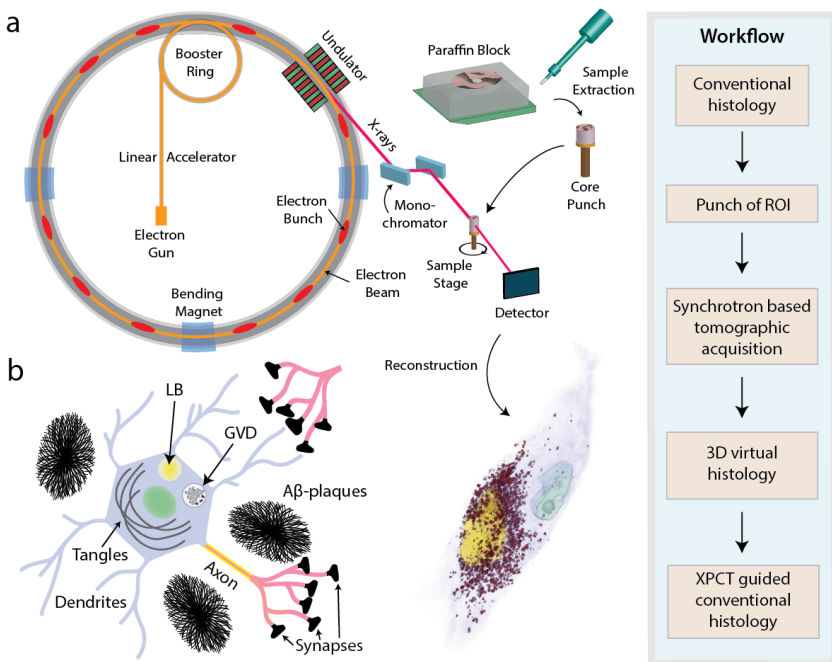 a
Booster
Ring
Undulator
Linear Accelerator
X-rays
Electron
Gun
Electron
Bunch
Electron
Beam
Bending
Magnet
Mono-
chromator
Paraffin Block
Sample
Extraction
Core
Punch
Sample
Stage
Detector
Reconstruction
b
LB
GVD
Aβ-plaques
Tangles
Dendrites
Axon
Synapses
Workflow
Conventional
histology
Punch of ROI
Synchrotron based
tomographic
acquisition
3D virtual
histology
XPCT guided
conventional
histology